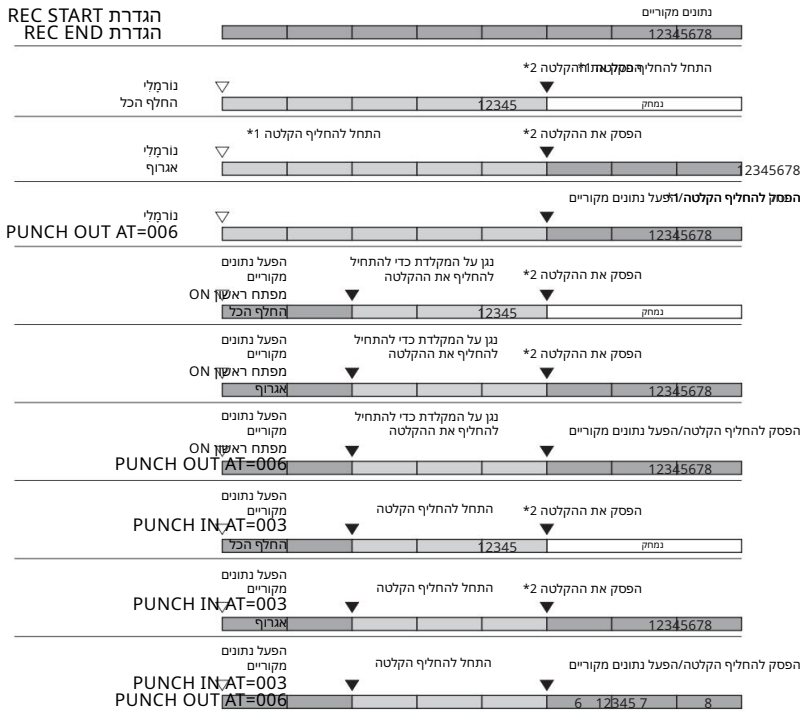 הגדרת REC START
הגדרת REC END
נתונים מקוריים
12345678
התחל להחליף הקלטה *1
הפסק את ההקלטה *2
נוֹרמָלִי
החלף הכל
12345
נמחק
התחל להחליף הקלטה *1
הפסק את ההקלטה *2
נוֹרמָלִי
אגרוף
12345678
הפסק להחליף הקלטה/הפעל נתונים מקוריים
נוֹרמָלִי
PUNCH OUT AT=006
12345678
הפעל נתונים
מקוריים
נגן על המקלדת כדי להתחיל
להחליף את ההקלטה
הפסק את ההקלטה *2
מפתח ראשון ON
החלף הכל
12345
נמחק
הפעל נתונים
מקוריים
נגן על המקלדת כדי להתחיל
להחליף את ההקלטה
הפסק את ההקלטה *2
מפתח ראשון ON
אגרוף
12345678
הפעל נתונים
מקוריים
נגן על המקלדת כדי להתחיל
להחליף את ההקלטה
הפסק להחליף הקלטה/הפעל נתונים מקוריים
מפתח ראשון ON
PUNCH OUT AT=006
12345678
הפעל נתונים
מקוריים
התחל להחליף הקלטה
הפסק את ההקלטה *2
PUNCH IN AT=003
החלף הכל
12345
נמחק
הפעל נתונים
מקוריים
התחל להחליף הקלטה
הפסק את ההקלטה *2
PUNCH IN AT=003
אגרוף
12345678
הפעל נתונים
מקוריים
התחל להחליף הקלטה
הפסק להחליף הקלטה/הפעל נתונים מקוריים
PUNCH IN AT=003
PUNCH OUT AT=006
6 12345 7 8